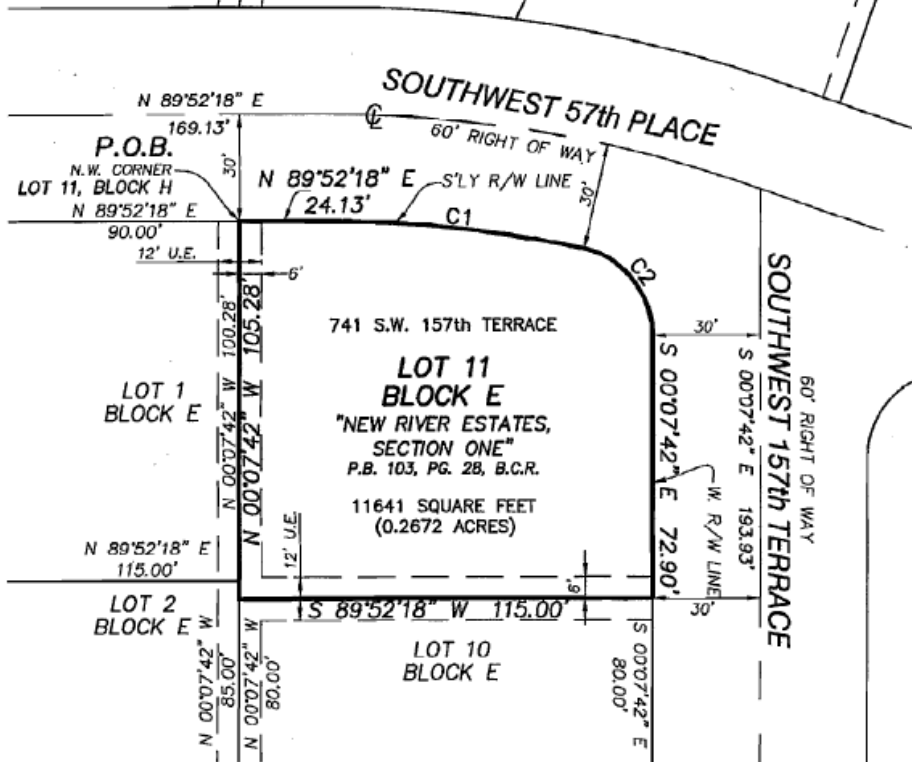 SOUTHWEST 57th PLACE
60' RIGHT OF WAY
N 89°52'18" E
169.13'
℄
30'
30'
P.O.B.
N.W. CORNER
LOT 11, BLOCK H
N 89°52'18" E
24.13'
S'LY R/W LINE
C1
C2
N 89°52'18" E
90.00'
12' U.E.
6'
N 00°07'42" W 100.28'
N 00°07'42" W 105.28'
741 S.W. 157th TERRACE
LOT 11
BLOCK E
"NEW RIVER ESTATES,
SECTION ONE"
P.B. 103, PG. 28, B.C.R.
11641 SQUARE FEET
(0.2672 ACRES)
LOT 1
BLOCK E
30'
S 00°07'42" E 72.90'
W. R/W LINE
S 00°07'42" E 193.93'
SOUTHWEST 157th TERRACE
60' RIGHT OF WAY
N 89°52'18" E
115.00'
12' U.E.
6'
S 89°52'18" W 115.00'
30'
LOT 2
BLOCK E
N 00°07'42" W
85.00'
N 00°07'42" W
80.00'
LOT 10
BLOCK E
S 00°07'42" E
80.00'